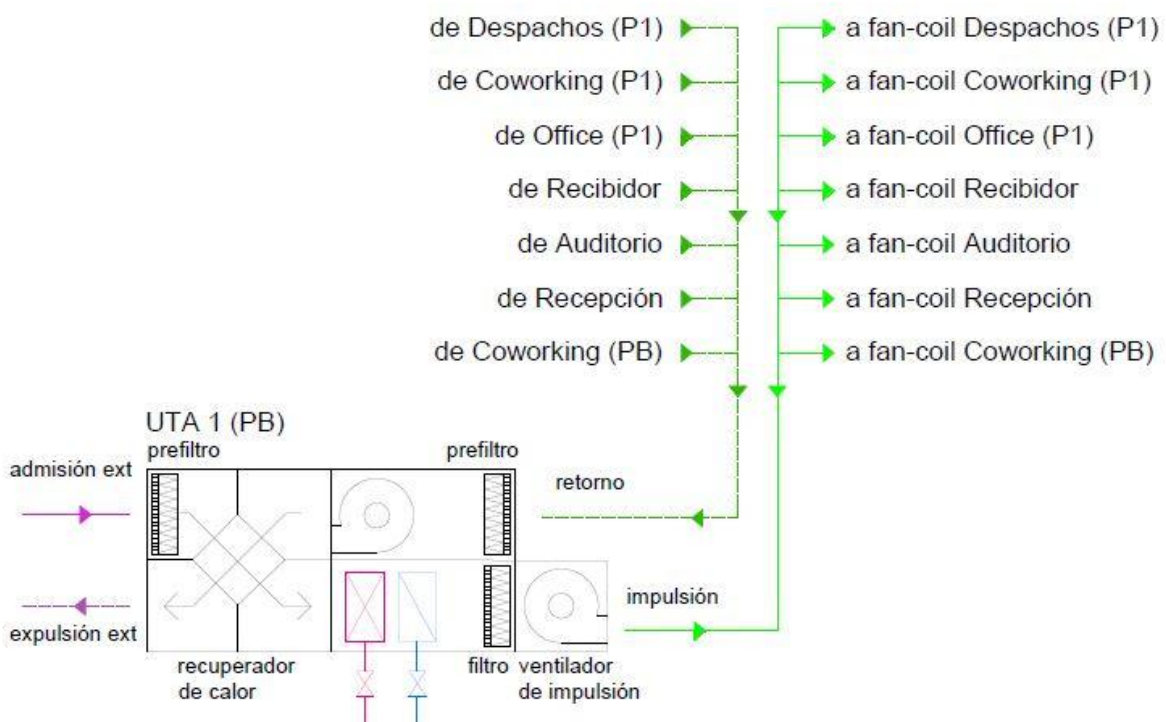 de Despachos (P1)
a fan-coil Despachos (P1)
de Coworking (P1)
a fan-coil Coworking (P1)
de Office (P1)
a fan-coil Office (P1)
de Recibidor
a fan-coil Recibidor
de Auditorio
a fan-coil Auditorio
de Recepción
a fan-coil Recepción
de Coworking (PB)
a fan-coil Coworking (PB)
UTA 1 (PB)
prefiltro
prefiltro
admisión ext
retorno
impulsión
expulsión ext
recuperador
de calor
filtro
ventilador
de impulsión